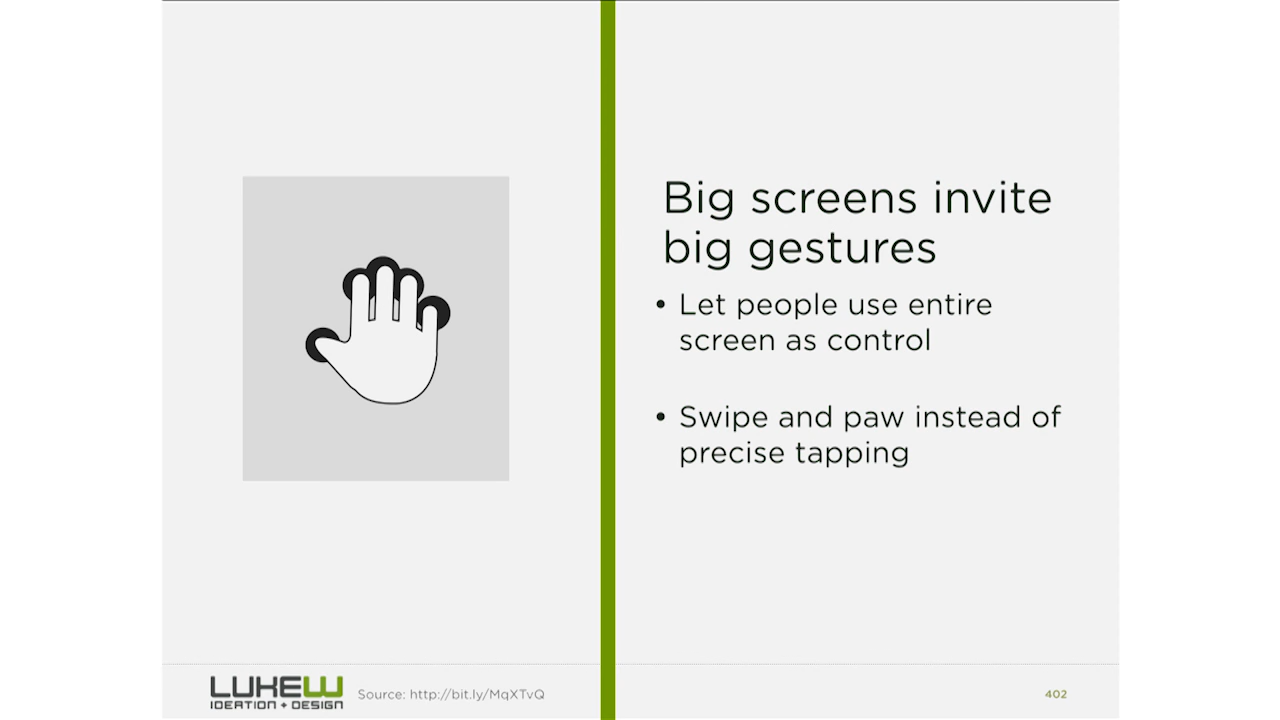 Big screens invite
big gestures
• Let people use entire
screen as control
• Swipe and paw instead of
precise tapping
LUKEW
IDEATION + DESIGN
Source: http://bit.ly/MqXTvQ
402